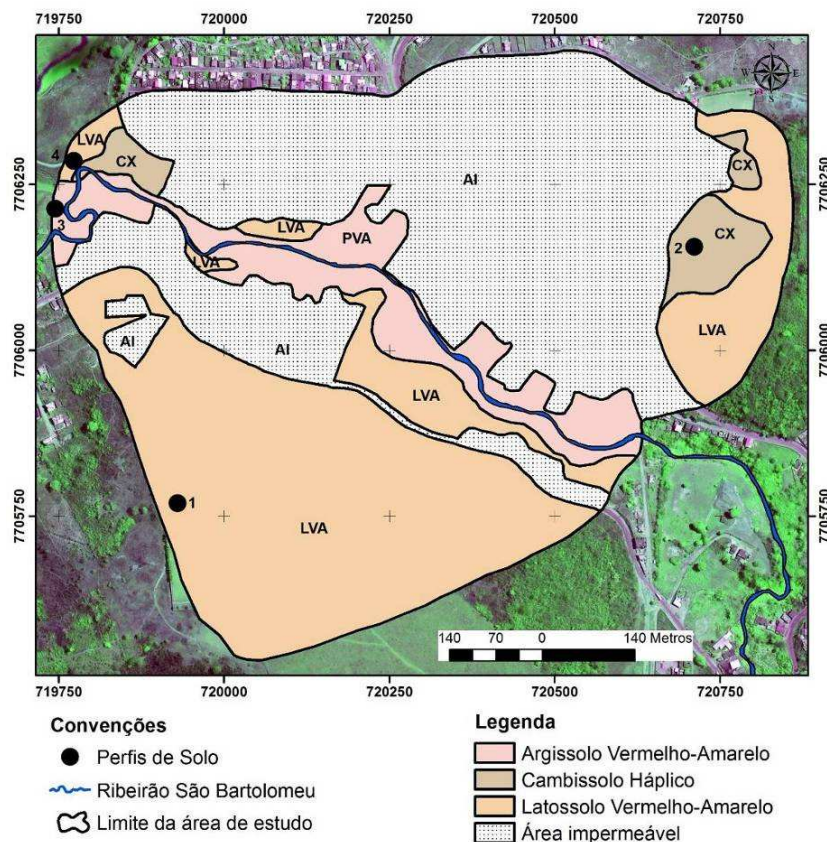 719750 720000 720250 720500 720750
N
W E
S
7706250 7706250
7706000 7706000
7705750 7705750
LVA
4
CX
3
AI
CX
LVA
PVA
CX
2
LVA
LVA
AI
AI
LVA
1
LVA
140 70 0 140 Metros
719750 720000 720250 720500 720750
Convenções
Perfis de Solo
Ribeirão São Bartolomeu
Limite da área de estudo
Legenda
Argissolo Vermelho-Amarelo
Cambissolo Háplico
Latossolo Vermelho-Amarelo
Área impermeável